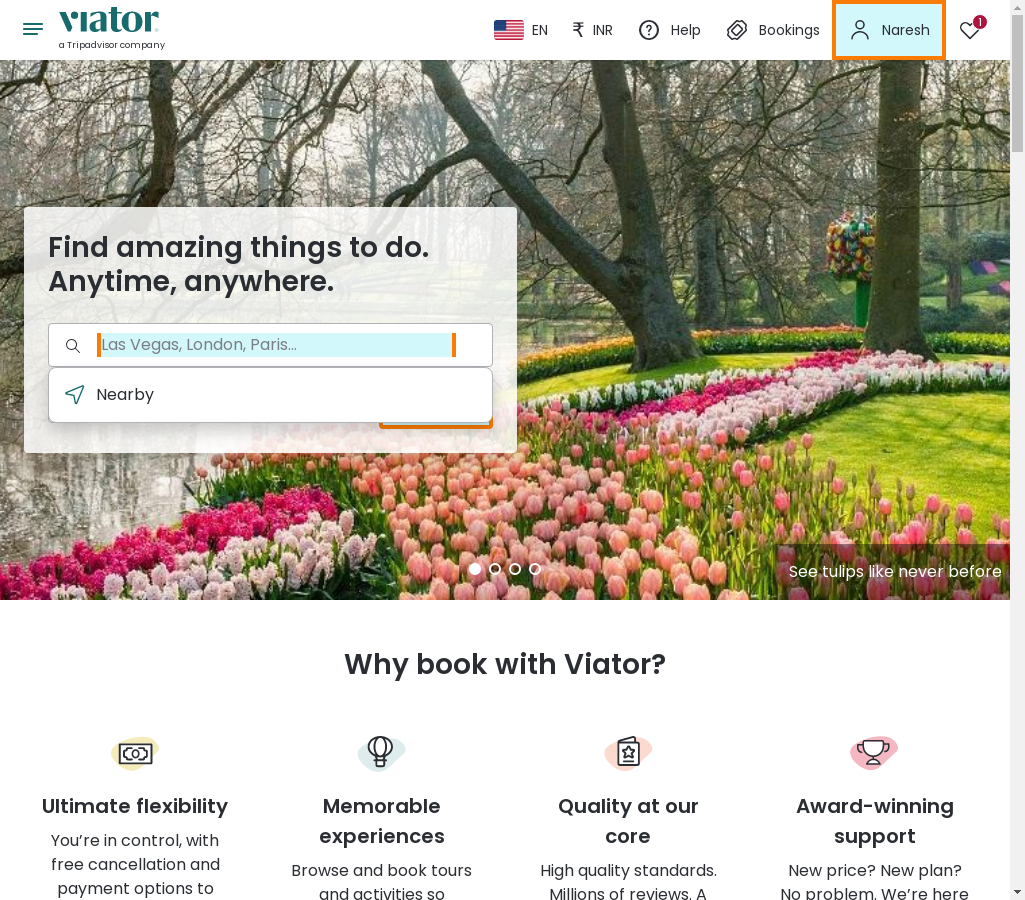 viator
a Tripadvisor company
EN
₹ INR
Help
Bookings
Naresh
1
Find amazing things to do.
Anytime, anywhere.
Las Vegas, London, Paris...
Nearby
See tulips like never before
Why book with Viator?
Ultimate flexibility
You’re in control, with
free cancellation and
payment options to
Memorable
experiences
Browse and book tours
and activities so
Quality at our
core
High quality standards.
Millions of reviews. A
Award-winning
support
New price? New plan?
No problem. We’re here